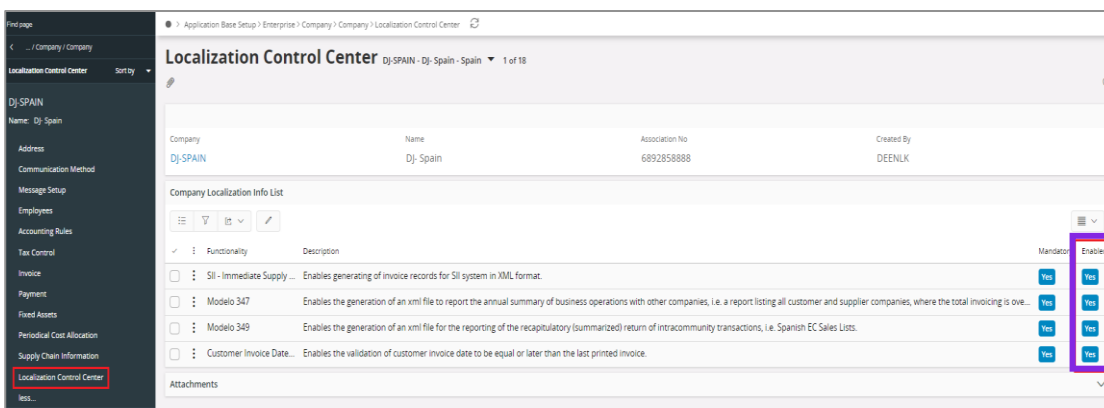 Find page
Application Base Setup > Enterprise > Company > Company > Localization Control Center
< ... / Company / Company
Localization Control Center Sort by
Localization Control Center DJ-SPAIN - DJ- Spain - Spain 1 of 18
DJ-SPAIN
Name: DJ- Spain
Address
Communication Method
Message Setup
Employees
Accounting Rules
Tax Control
Invoice
Payment
Fixed Assets
Periodical Cost Allocation
Supply Chain Information
Localization Control Center
less...
Company Name Association No Created By
DJ-SPAIN DJ- Spain 6892858888 DEENLK
Company Localization Info List
Functionality Description Mandator Enable
SII - Immediate Supply ... Enables generating of invoice records for SII system in XML format. Yes Yes
Modelo 347 Enables the generation of an xml file to report the annual summary of business operations with other companies, i.e. a report listing all customer and supplier companies, where the total invoicing is ove... Yes Yes
Modelo 349 Enables the generation of an xml file for the reporting of the recapitulatory (summarized) return of intracommunity transactions, i.e. Spanish EC Sales Lists. Yes Yes
Customer Invoice Date... Enables the validation of customer invoice date to be equal or later than the last printed invoice. Yes Yes
Attachments